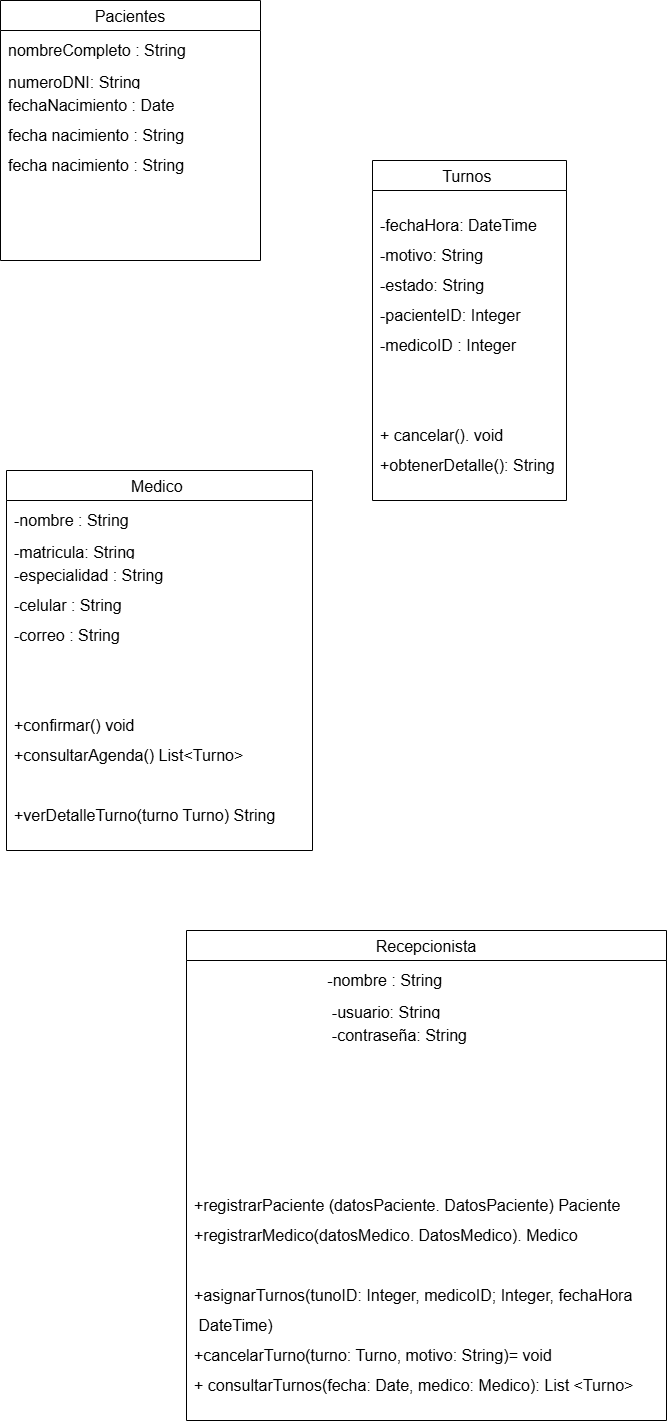 Pacientes
nombreCompleto : String
numeroDNI: String
fechaNacimiento : Date
fecha nacimiento : String
fecha nacimiento : String
Turnos
-fechaHora: DateTime
-motivo: String
-estado: String
-pacienteID: Integer
-medicoID : Integer
+ cancelar(). void
+obtenerDetalle(): String
Medico
-nombre : String
-matricula: String
-especialidad : String
-celular : String
-correo : String
+confirmar() void
+consultarAgenda() List<Turno>
+verDetalleTurno(turno Turno) String
Recepcionista
-nombre : String
-usuario: String
-contraseña: String
+registrarPaciente (datosPaciente. DatosPaciente) Paciente
+registrarMedico(datosMedico. DatosMedico). Medico
+asignarTurnos(tunoID: Integer, medicoID; Integer, fechaHora
DateTime)
+cancelarTurno(turno: Turno, motivo: String)= void
+ consultarTurnos(fecha: Date, medico: Medico): List <Turno>